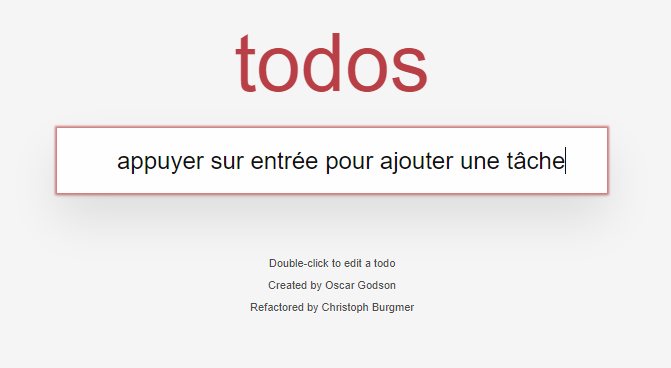 todos
appuyer sur entrée pour ajouter une tâche
Double-click to edit a todo
Created by Oscar Godson
Refactored by Christoph Burgmer